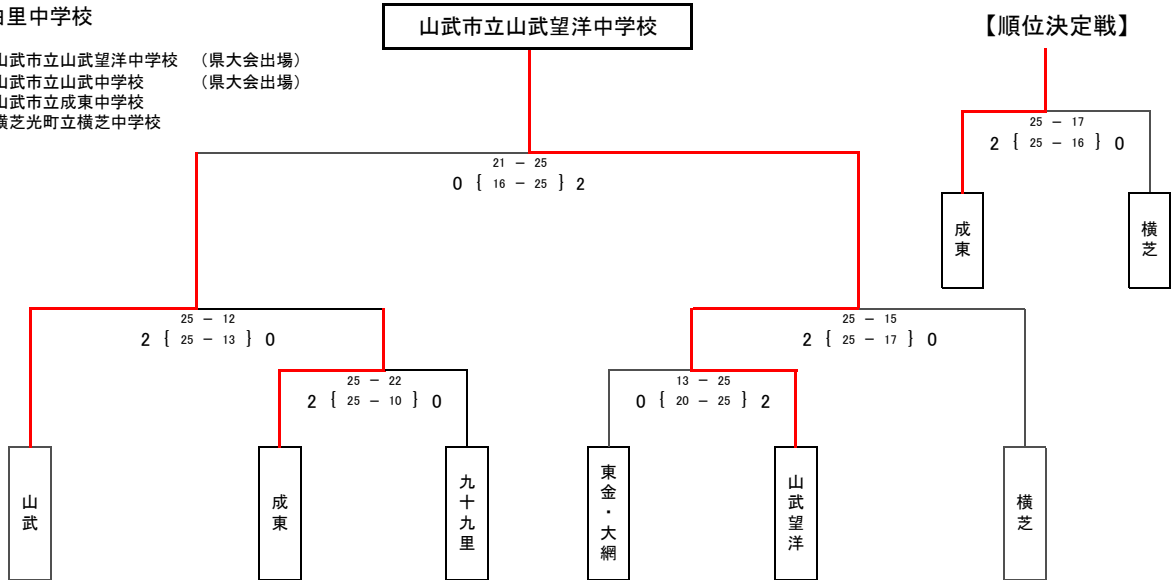 白里中学校
山武市立山武望洋中学校 （県大会出場）
山武市立山武中学校 （県大会出場）
山武市立成東中学校
横芝光町立横芝中学校
山武市立山武望洋中学校
【順位決定戦】
25 － 17
2 { 25 － 16 } 0
成東
横芝
21 － 25
0 { 16 － 25 } 2
25 － 12
2 { 25 － 13 } 0
25 － 15
2 { 25 － 17 } 0
25 － 22
2 { 25 － 10 } 0
13 － 25
0 { 20 － 25 } 2
山武
成東
九十九里
東金・大網
山武望洋
横芝